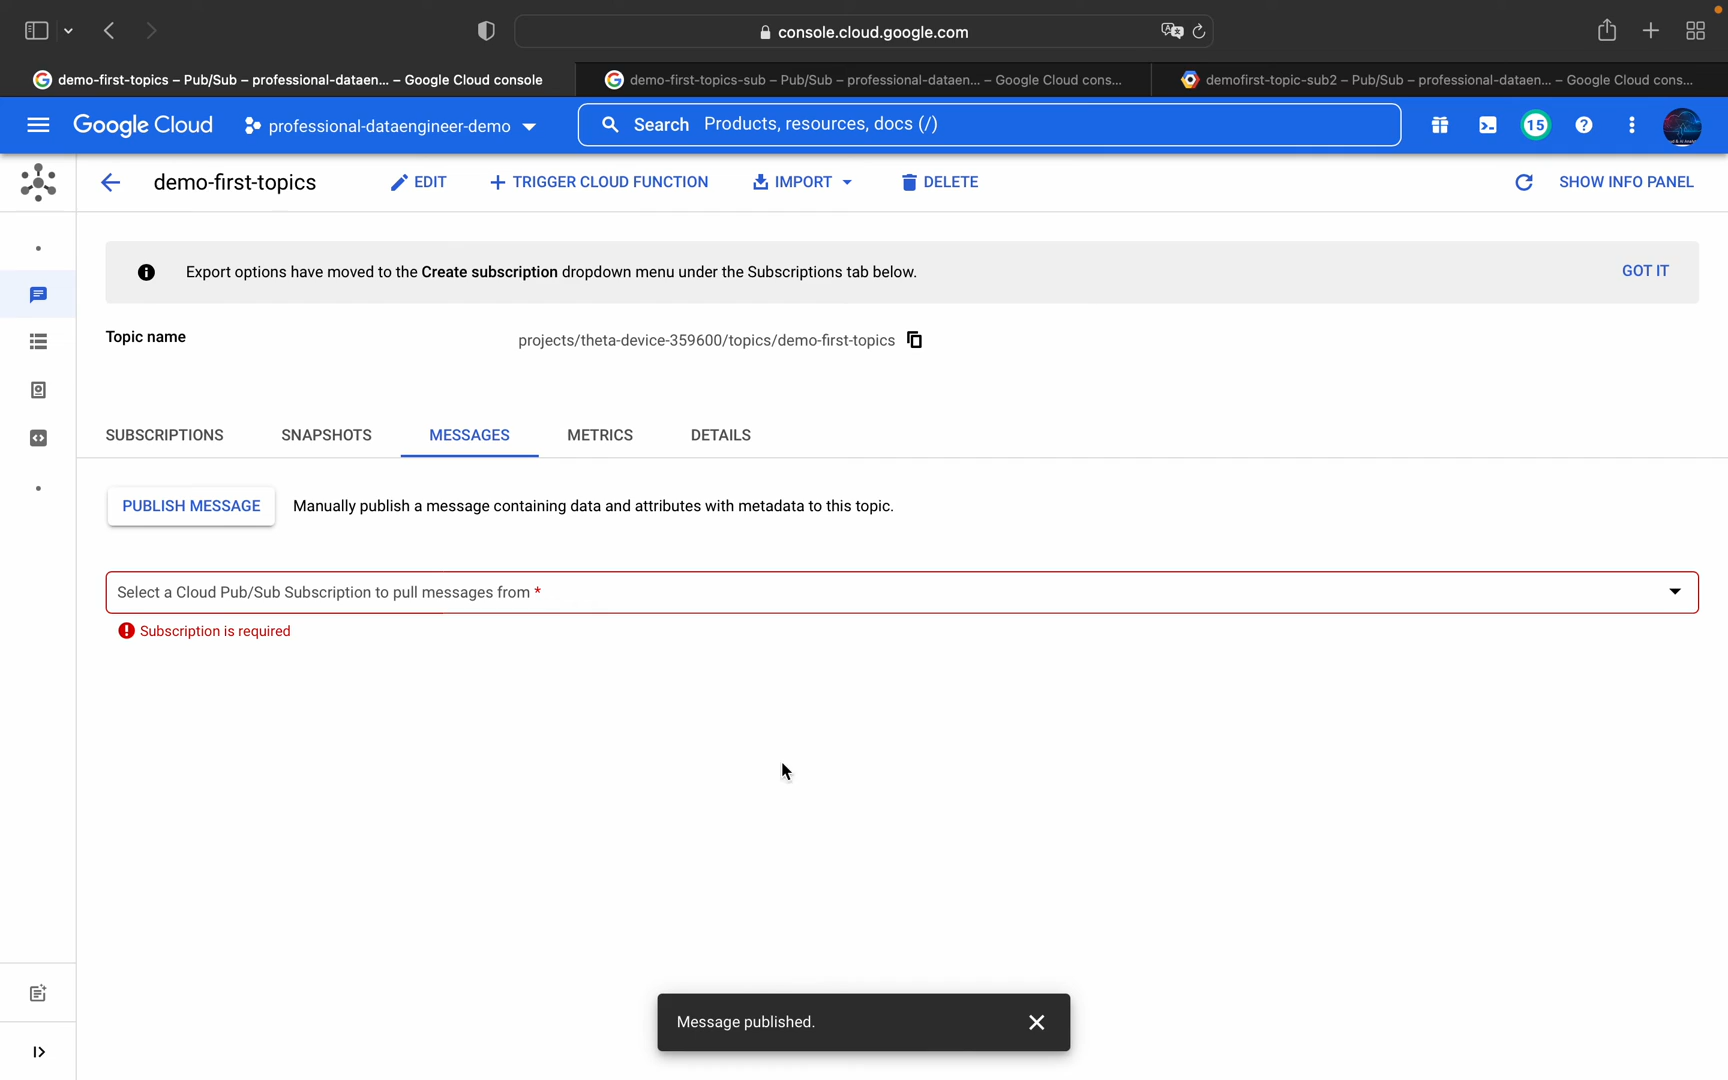 console.cloud.google.com
demo-first-topics – Pub/Sub – professional-dataen... – Google Cloud console
demo-first-topics-sub – Pub/Sub – professional-dataen... – Google Cloud cons...
demofirst-topic-sub2 – Pub/Sub – professional-dataen... – Google Cloud cons...
Google Cloud
professional-dataengineer-demo
Search Products, resources, docs (/)
15
demo-first-topics
EDIT
TRIGGER CLOUD FUNCTION
IMPORT
DELETE
SHOW INFO PANEL
Export options have moved to the Create subscription dropdown menu under the Subscriptions tab below.
GOT IT
Topic name
projects/theta-device-359600/topics/demo-first-topics
SUBSCRIPTIONS
SNAPSHOTS
MESSAGES
METRICS
DETAILS
PUBLISH MESSAGE
Manually publish a message containing data and attributes with metadata to this topic.
Select a Cloud Pub/Sub Subscription to pull messages from *
Subscription is required
Message published.